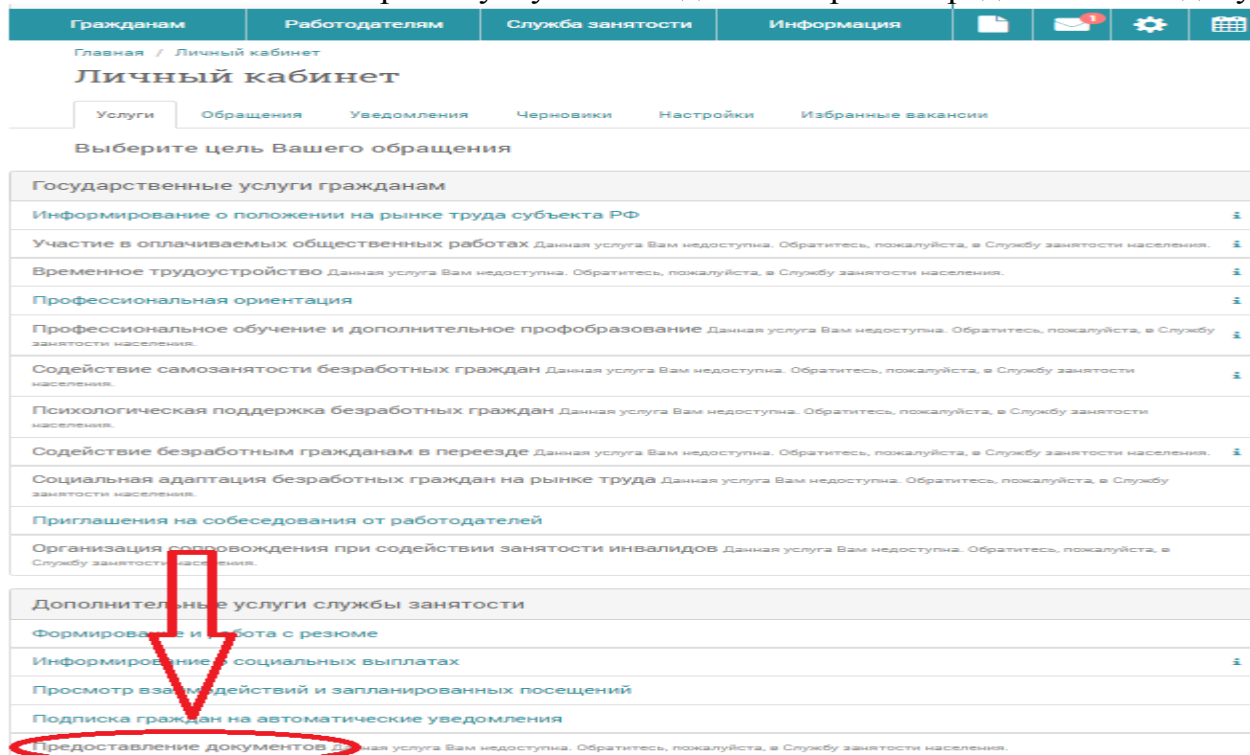 Гражданам Работодателям Служба занятости Информация 1
Главная / Личный кабинет
Личный кабинет
Услуги Обращения Уведомления Черновики Настройки Избранные вакансии
Выберите цель Вашего обращения
Государственные услуги гражданам
Информирование о положении на рынке труда субъекта РФ i
Участие в оплачиваемых общественных работах Данная услуга Вам недоступна. Обратитесь, пожалуйста, в Службу занятости населения. i
Временное трудоустройство Данная услуга Вам недоступна. Обратитесь, пожалуйста, в Службу занятости населения. i
Профессиональная ориентация i
Профессиональное обучение и дополнительное профобразование Данная услуга Вам недоступна. Обратитесь, пожалуйста, в Службу i
занятости населения.
Содействие самозанятости безработных граждан Данная услуга Вам недоступна. Обратитесь, пожалуйста, в Службу занятости i
населения.
Психологическая поддержка безработных граждан Данная услуга Вам недоступна. Обратитесь, пожалуйста, в Службу занятости
населения.
Содействие безработным гражданам в переезде Данная услуга Вам недоступна. Обратитесь, пожалуйста, в Службу занятости населения. i
Социальная адаптация безработных граждан на рынке труда Данная услуга Вам недоступна. Обратитесь, пожалуйста, в Службу
занятости населения.
Приглашения на собеседования от работодателей
Организация сопровождения при содействии занятости инвалидов Данная услуга Вам недоступна. Обратитесь, пожалуйста, в
Службу занятости населения.
Дополнительные услуги службы занятости
Формирование и работа с резюме
Информирование о социальных выплатах i
Просмотр взаимодействий и запланированных посещений
Подписка граждан на автоматические уведомления
Предоставление документов Данная услуга Вам недоступна. Обратитесь, пожалуйста, в Службу занятости населения.